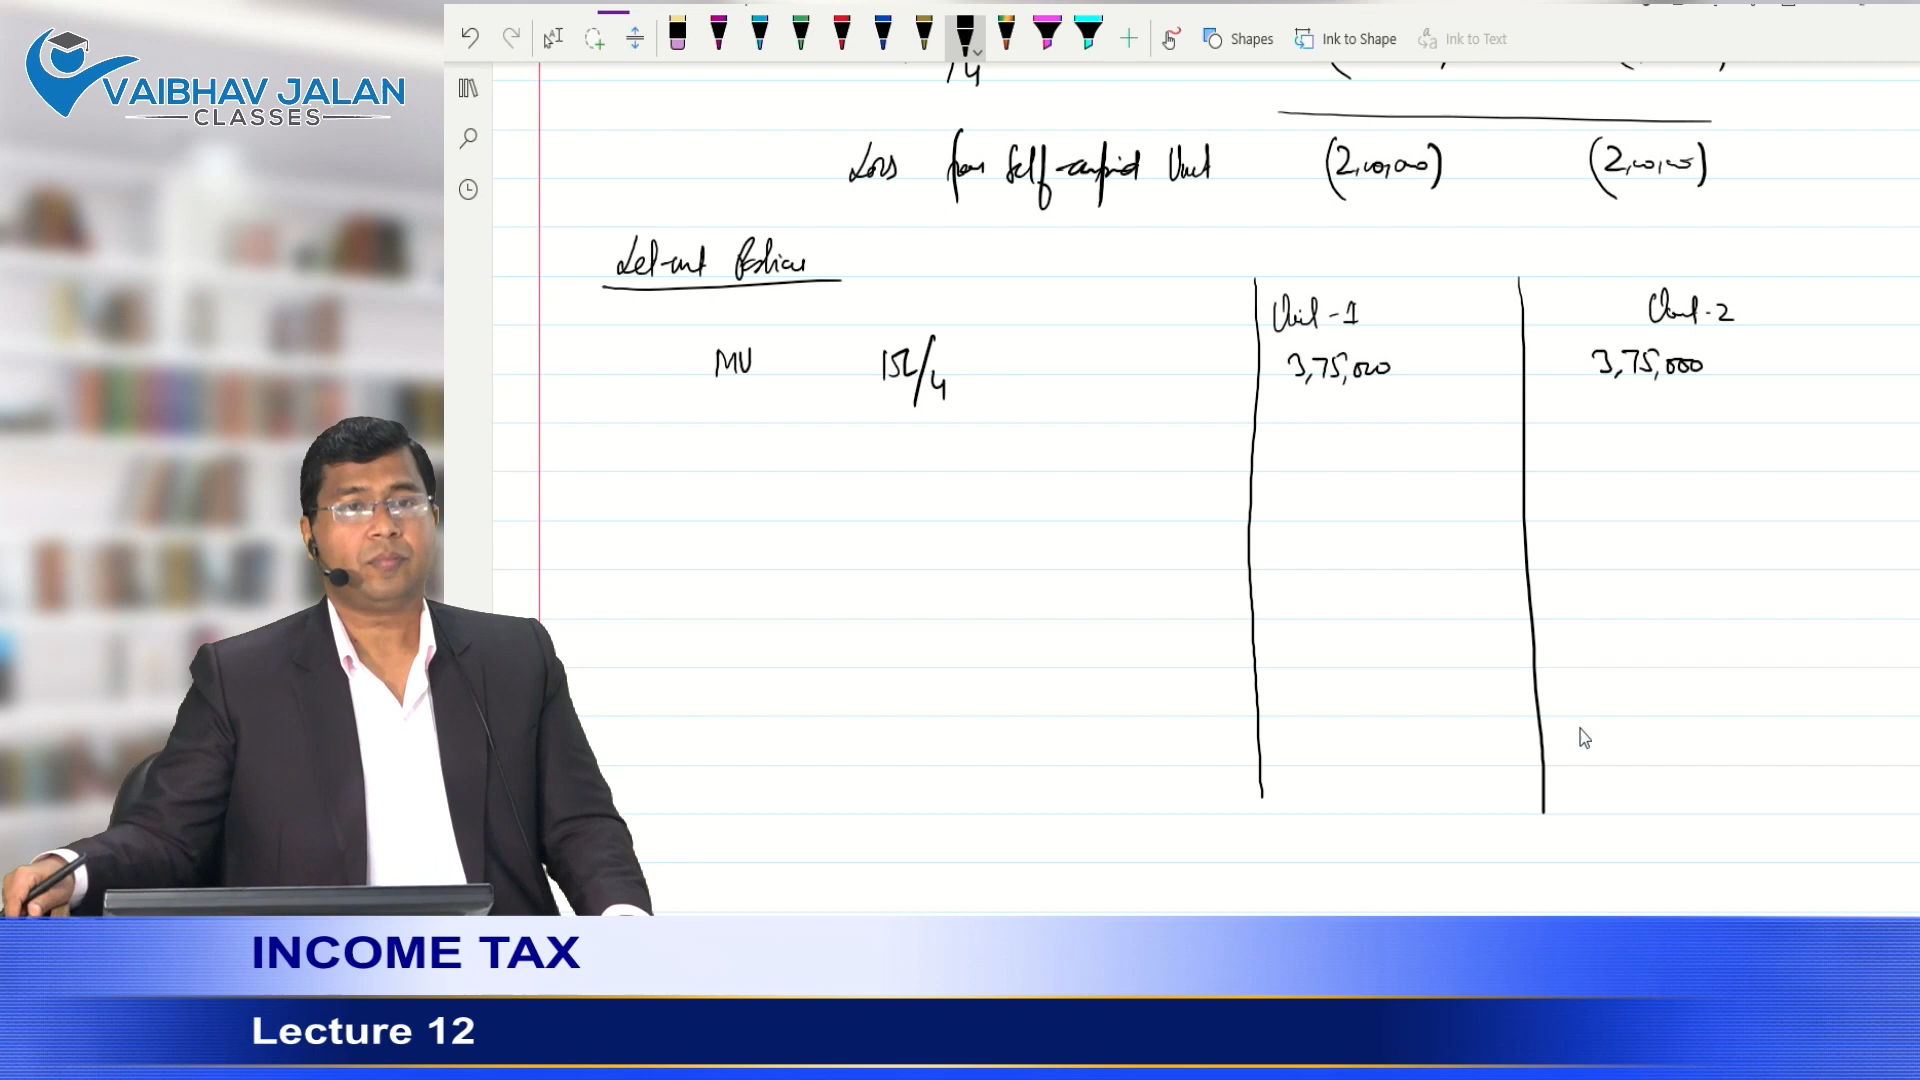 VAIBHAV JALAN
CLASSES
Shapes
Ink to Shape
Ink to Text
/4
Loss from Self-occupied Unit (2,00,000) (2,00,000)
Let-out Portion
Unit-1 Unit-2
MV 15L/4 3,75,000 3,75,000
INCOME TAX
Lecture 12